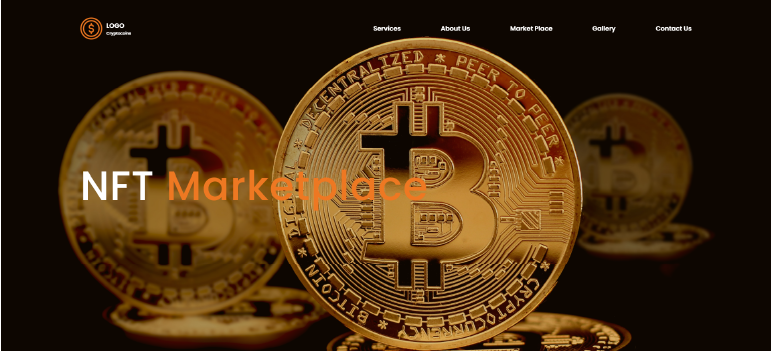 LOGO
Cryptocoins
Services
About Us
Market Place
Gallery
Contact Us
NFT Marketplace
DECENTRALIZED * PEER TO PEER *
CRYPTOCURRENCY
* BITCOIN *
DIGITAL